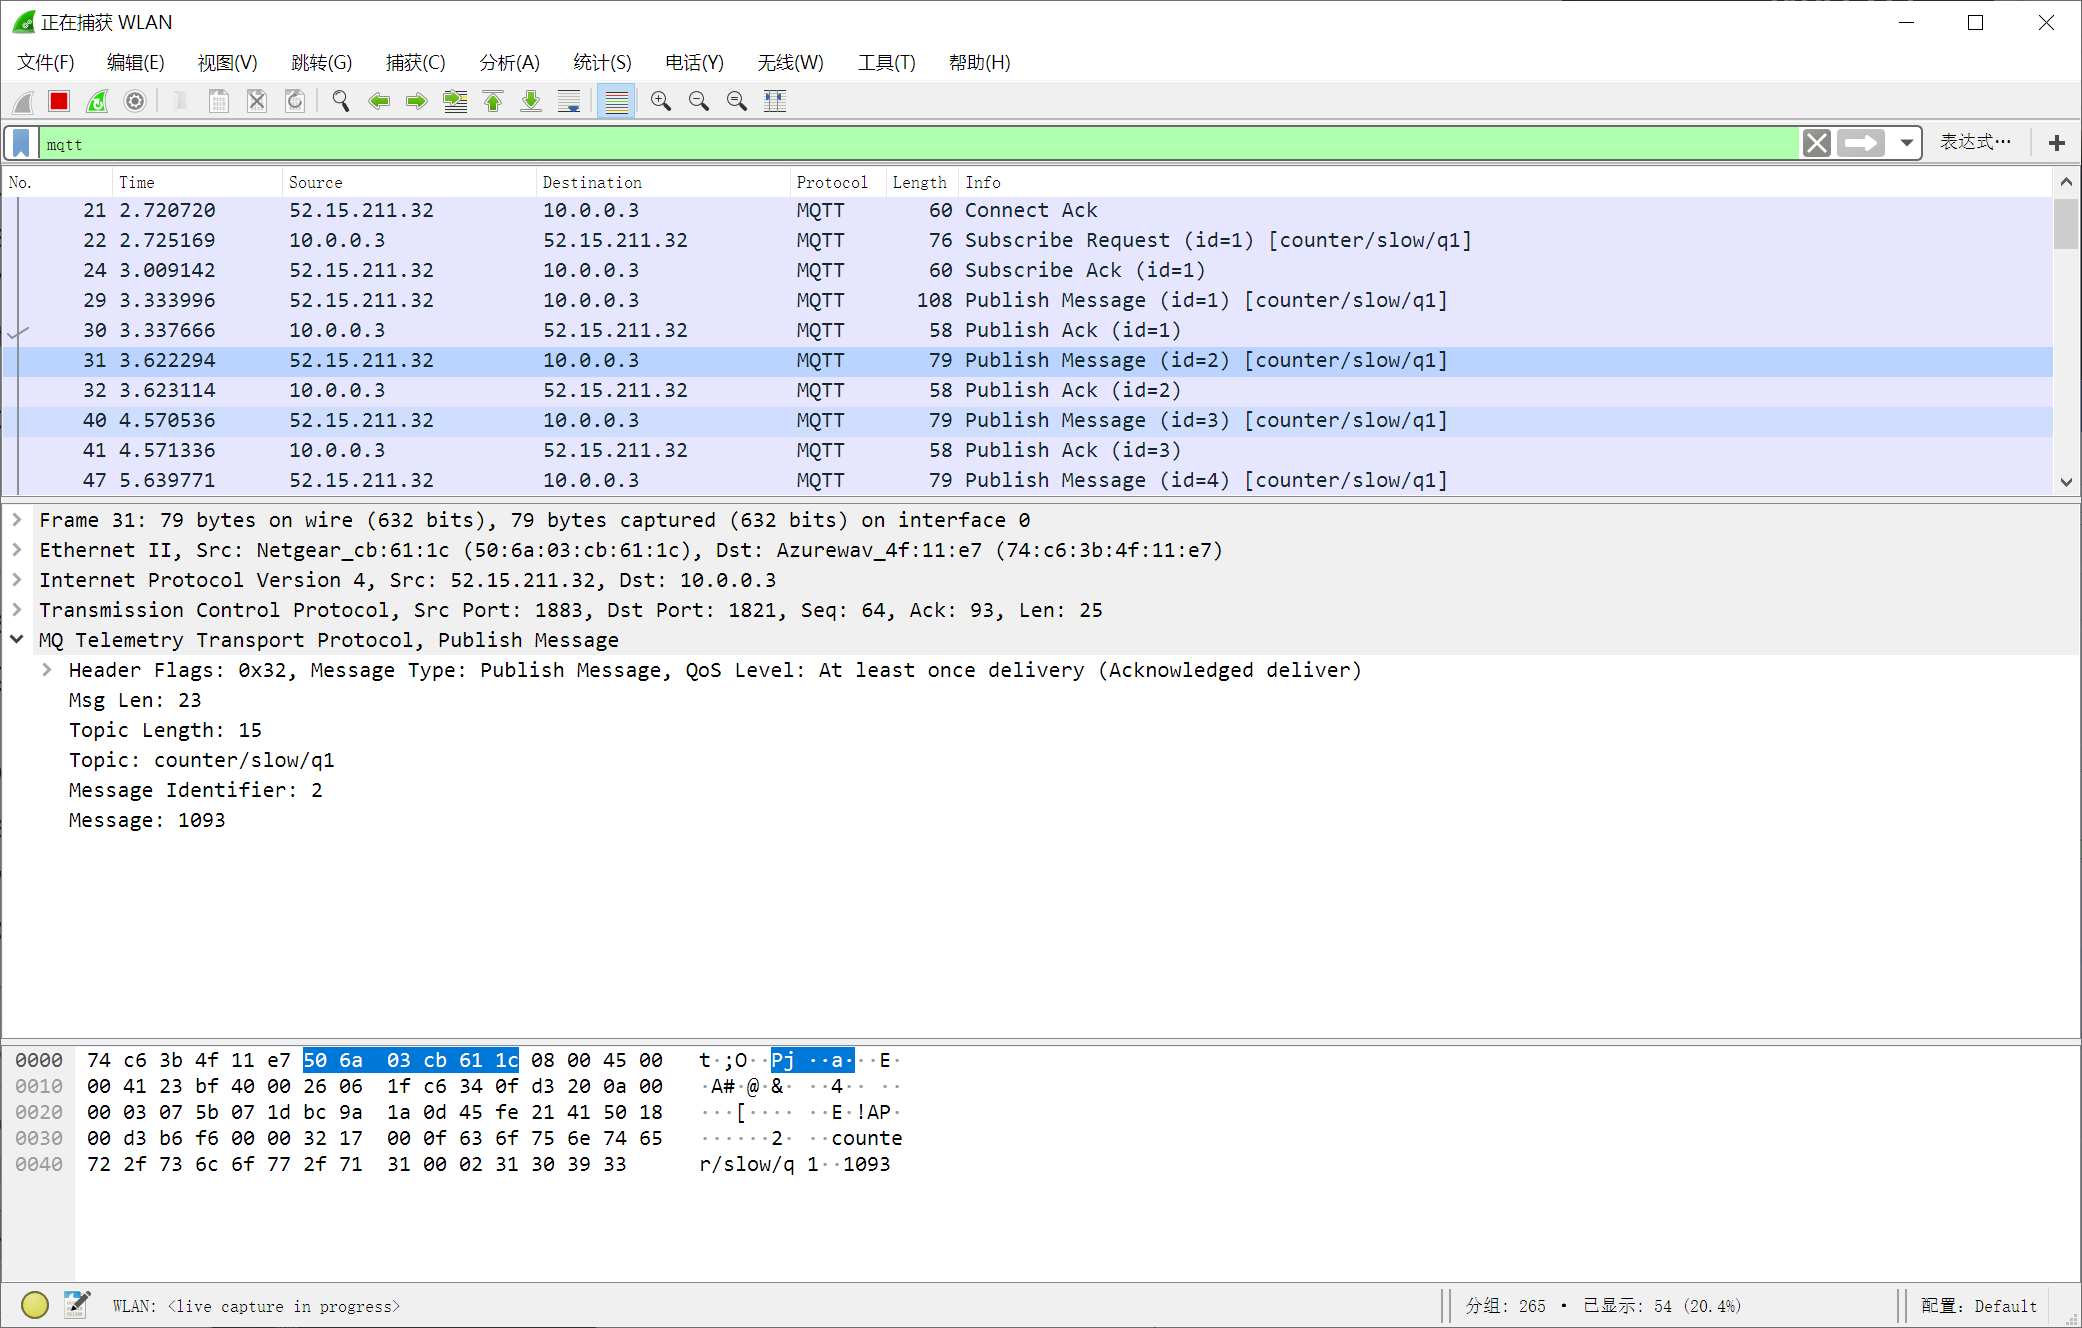 正在捕获 WLAN
文件(F) 编辑(E) 视图(V) 跳转(G) 捕获(C) 分析(A) 统计(S) 电话(Y) 无线(W) 工具(T) 帮助(H)
mqtt 表达式…
No. Time Source Destination Protocol Length Info
21 2.720720 52.15.211.32 10.0.0.3 MQTT 60 Connect Ack
22 2.725169 10.0.0.3 52.15.211.32 MQTT 76 Subscribe Request (id=1) [counter/slow/q1]
24 3.009142 52.15.211.32 10.0.0.3 MQTT 60 Subscribe Ack (id=1)
29 3.333996 52.15.211.32 10.0.0.3 MQTT 108 Publish Message (id=1) [counter/slow/q1]
30 3.337666 10.0.0.3 52.15.211.32 MQTT 58 Publish Ack (id=1)
31 3.622294 52.15.211.32 10.0.0.3 MQTT 79 Publish Message (id=2) [counter/slow/q1]
32 3.623114 10.0.0.3 52.15.211.32 MQTT 58 Publish Ack (id=2)
40 4.570536 52.15.211.32 10.0.0.3 MQTT 79 Publish Message (id=3) [counter/slow/q1]
41 4.571336 10.0.0.3 52.15.211.32 MQTT 58 Publish Ack (id=3)
47 5.639771 52.15.211.32 10.0.0.3 MQTT 79 Publish Message (id=4) [counter/slow/q1]
Frame 31: 79 bytes on wire (632 bits), 79 bytes captured (632 bits) on interface 0
Ethernet II, Src: Netgear_cb:61:1c (50:6a:03:cb:61:1c), Dst: Azurewav_4f:11:e7 (74:c6:3b:4f:11:e7)
Internet Protocol Version 4, Src: 52.15.211.32, Dst: 10.0.0.3
Transmission Control Protocol, Src Port: 1883, Dst Port: 1821, Seq: 64, Ack: 93, Len: 25
MQ Telemetry Transport Protocol, Publish Message
Header Flags: 0x32, Message Type: Publish Message, QoS Level: At least once delivery (Acknowledged deliver)
Msg Len: 23
Topic Length: 15
Topic: counter/slow/q1
Message Identifier: 2
Message: 1093
0000 74 c6 3b 4f 11 e7 50 6a 03 cb 61 1c 08 00 45 00 t·;O··Pj ··a···E·
0010 00 41 23 bf 40 00 26 06 1f c6 34 0f d3 20 0a 00 ·A#·@·&· ··4·· ··
0020 00 03 07 5b 07 1d bc 9a 1a 0d 45 fe 21 41 50 18 ···[···· ··E·!AP·
0030 00 d3 b6 f6 00 00 32 17 00 0f 63 6f 75 6e 74 65 ······2· ··counte
0040 72 2f 73 6c 6f 77 2f 71 31 00 02 31 30 39 33 r/slow/q 1··1093
WLAN: <live capture in progress> 分组: 265 · 已显示: 54 (20.4%) 配置: Default